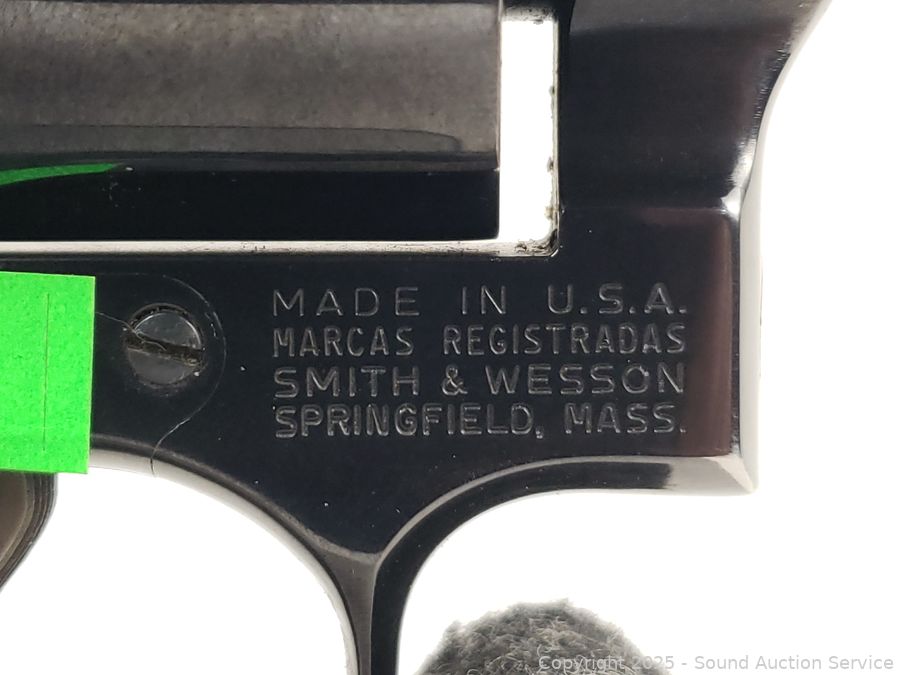 MADE IN U.S.A.
MARCAS REGISTRADAS
SMITH & WESSON
SPRINGFIELD, MASS.
Copyright 2025 - Sound Auction Service